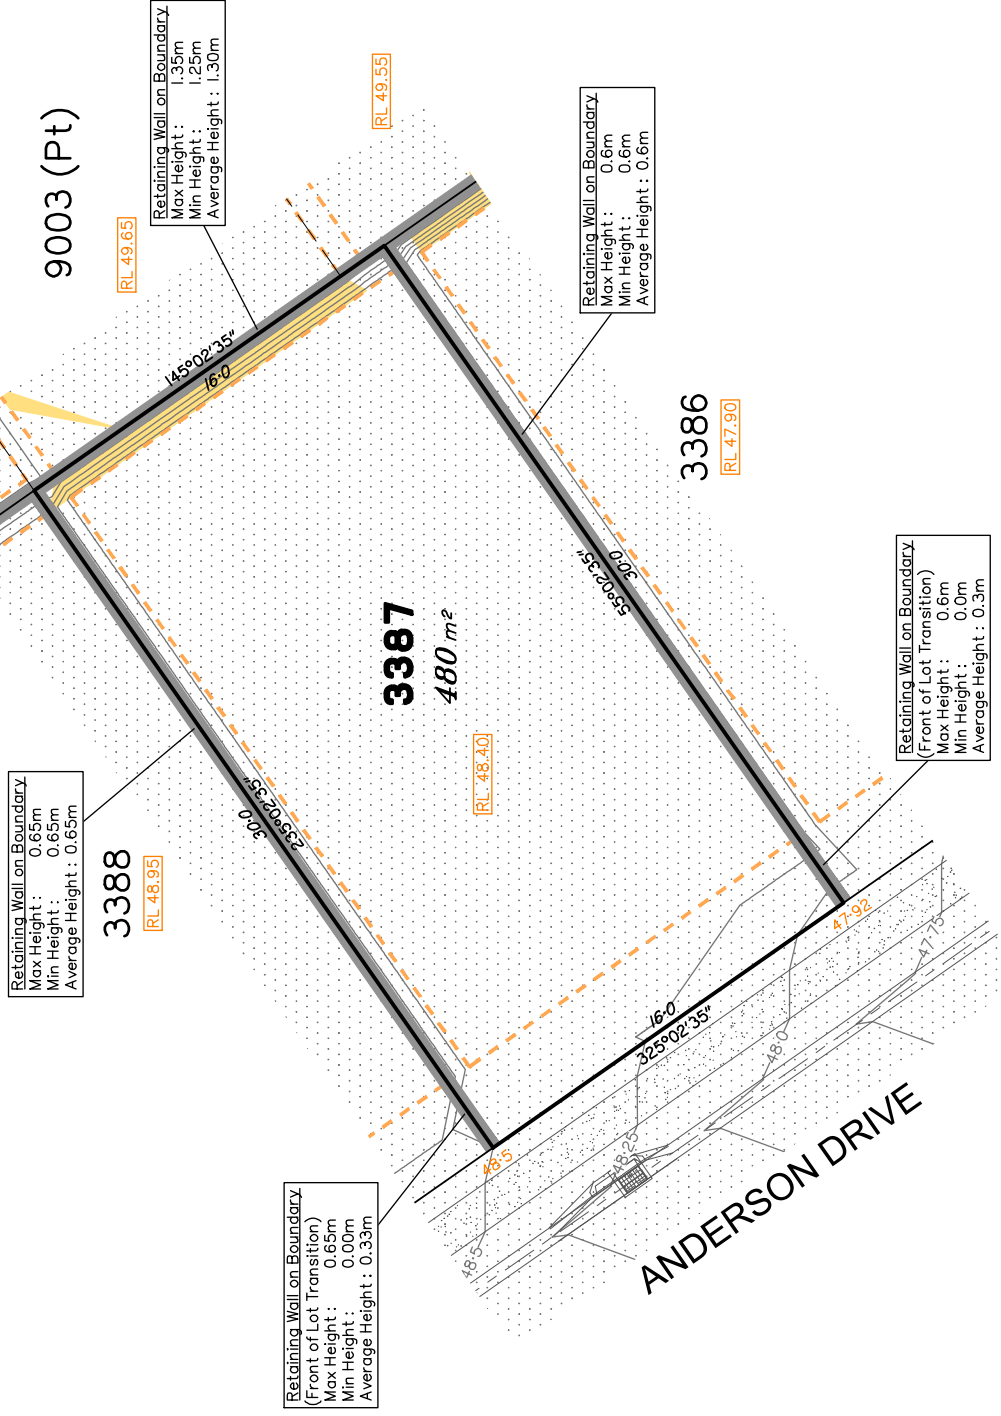 Retaining Wall on Boundary
Max Height : 1.35m
Min Height : 1.25m
Average Height : 1.30m
9003 (Pt)
RL 49.65
RL 49.55
145°02'35"
16·0
Retaining Wall on Boundary
Max Height : 0.6m
Min Height : 0.6m
Average Height : 0.6m
3386
RL 47.90
55°02'35"
30·0
3387
480 m²
RL 48.40
Retaining Wall on Boundary
Max Height : 0.65m
Min Height : 0.65m
Average Height : 0.65m
3388
RL 48.95
30·0
235°02'35"
Retaining Wall on Boundary
(Front of Lot Transition)
Max Height : 0.6m
Min Height : 0.0m
Average Height : 0.3m
47·92
47·75
16·0
325°02'35"
48·0
48·25
48·5
48·5
ANDERSON DRIVE
Retaining Wall on Boundary
(Front of Lot Transition)
Max Height : 0.65m
Min Height : 0.00m
Average Height : 0.33m